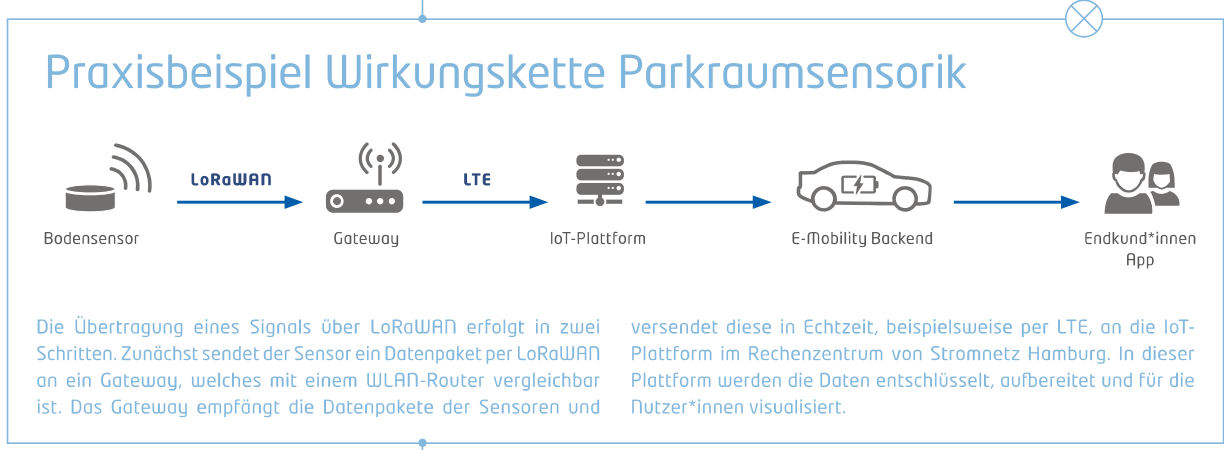 Praxisbeispiel Wirkungskette Parkraumsensorik
LoRaWAN
LTE
Bodensensor
Gateway
IoT-Plattform
E-Mobility Backend
Endkund*innen
App
Die Übertragung eines Signals über LoRaWAN erfolgt in zwei
Schritten. Zunächst sendet der Sensor ein Datenpaket per LoRaWAN
an ein Gateway, welches mit einem WLAN-Router vergleichbar
ist. Das Gateway empfängt die Datenpakete der Sensoren und
versendet diese in Echtzeit, beispielsweise per LTE, an die IoT-
Plattform im Rechenzentrum von Stromnetz Hamburg. In dieser
Plattform werden die Daten entschlüsselt, aufbereitet und für die
Nutzer*innen visualisiert.